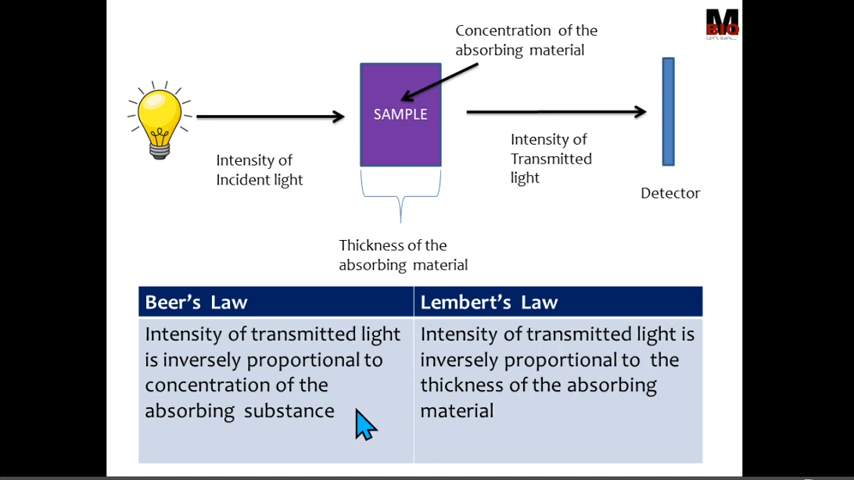 Concentration of the
absorbing material
M
BIO
SAMPLE
Intensity of
Incident light
Intensity of
Transmitted
light
Detector
Thickness of the
absorbing material
Beer's Law
Lembert's Law
Intensity of transmitted light
is inversely proportional to
concentration of the
absorbing substance
Intensity of transmitted light is
inversely proportional to the
thickness of the absorbing
material